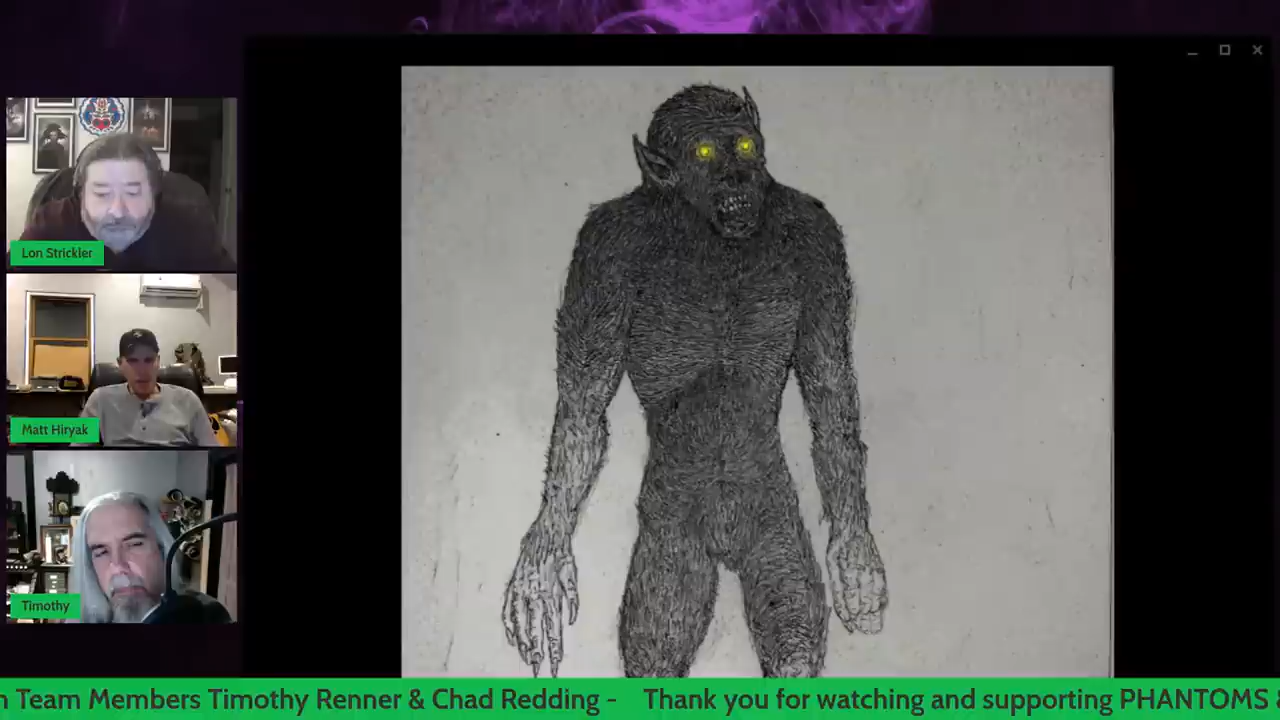 Lon Strickler
Matt Hiryak
Timothy
Team Members Timothy Renner & Chad Redding - Thank you for watching and supporting PHANTOMS